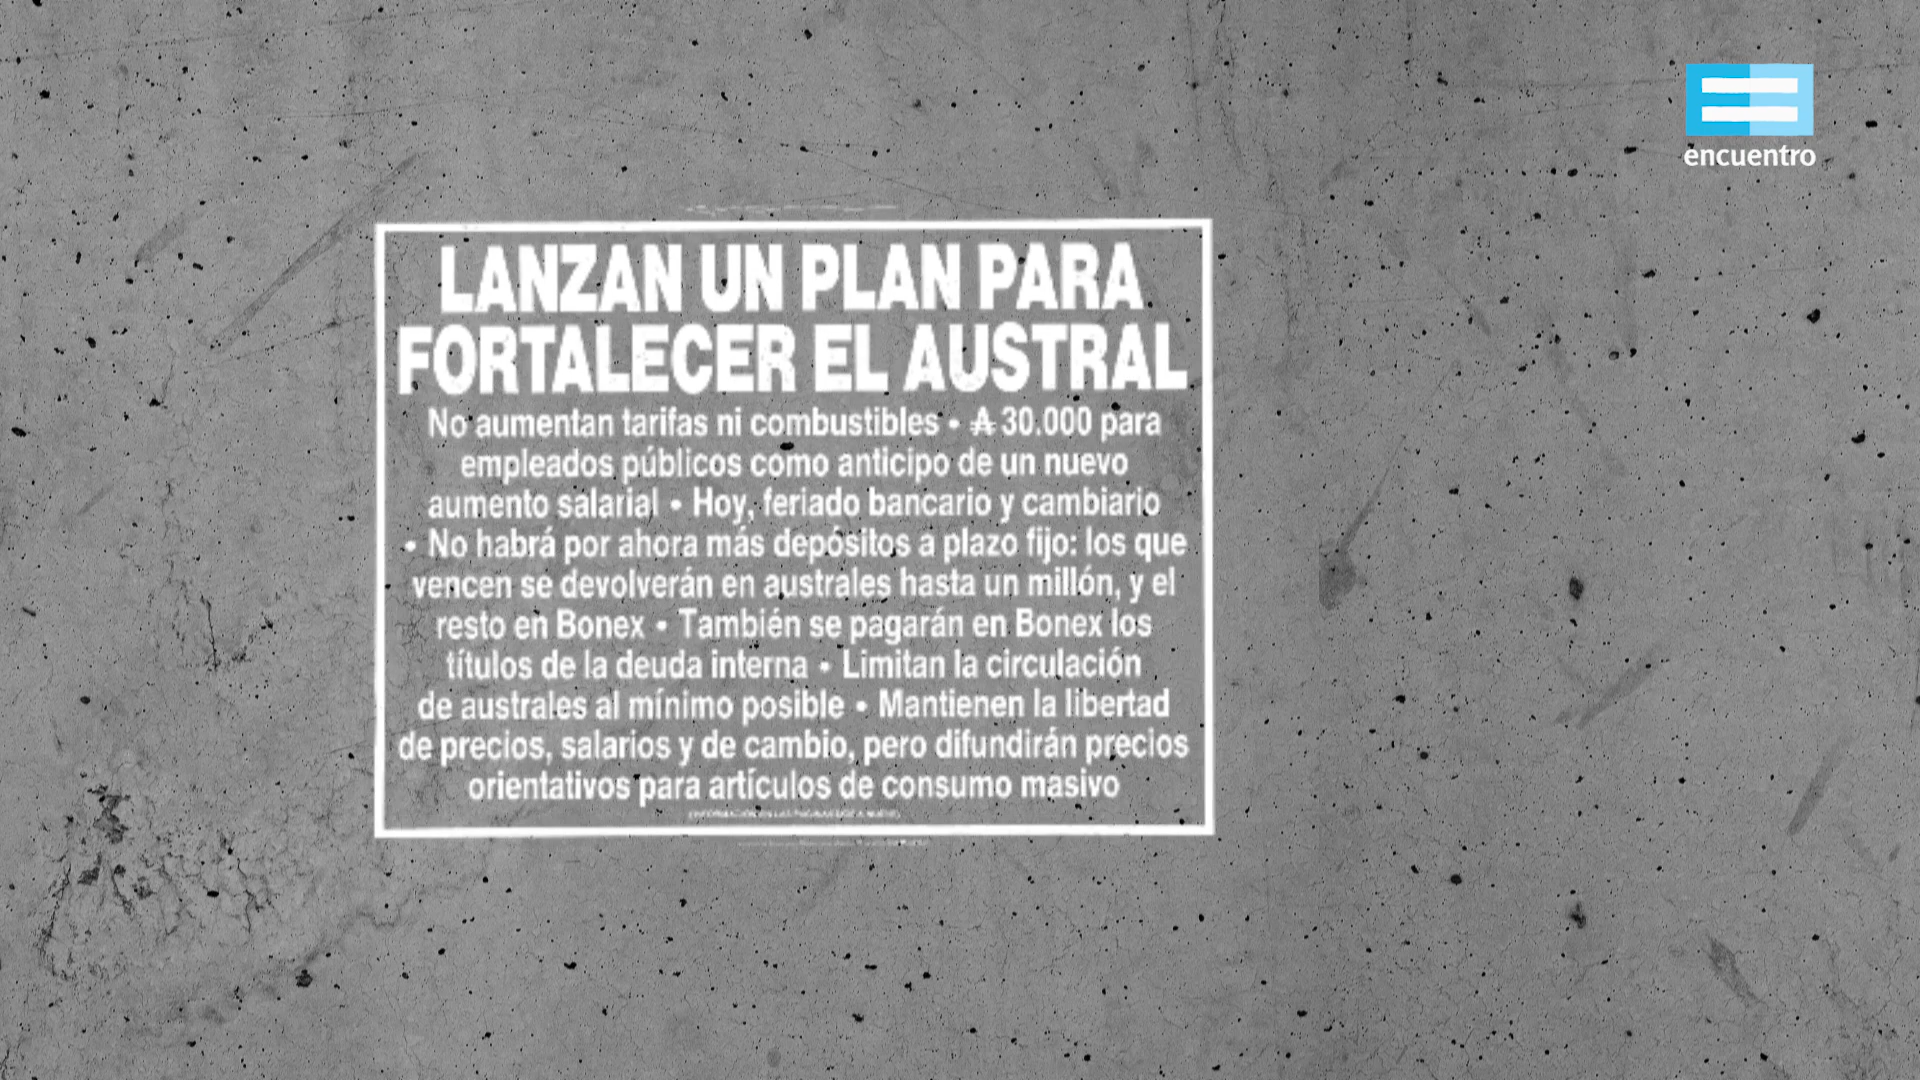 encuentro
LANZAN UN PLAN PARA
FORTALECER EL AUSTRAL
No aumentan tarifas ni combustibles • ₳ 30.000 para
empleados públicos como anticipo de un nuevo
aumento salarial • Hoy, feriado bancario y cambiario
• No habrá por ahora más depósitos a plazo fijo: los que
vencen se devolverán en australes hasta un millón, y el
resto en Bonex • También se pagarán en Bonex los
títulos de la deuda interna • Limitan la circulación
de australes al mínimo posible • Mantienen la libertad
de precios, salarios y de cambio, pero difundirán precios
orientativos para artículos de consumo masivo